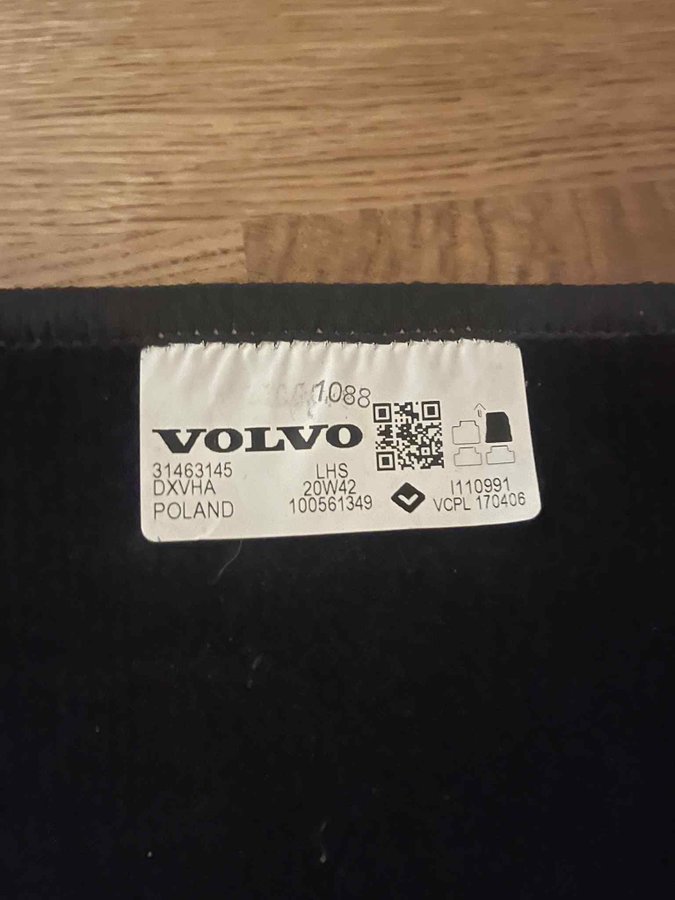 1088
VOLVO
31463145 LHS
DXVHA 20W42 I110991
POLAND 100561349 VCPL 170406